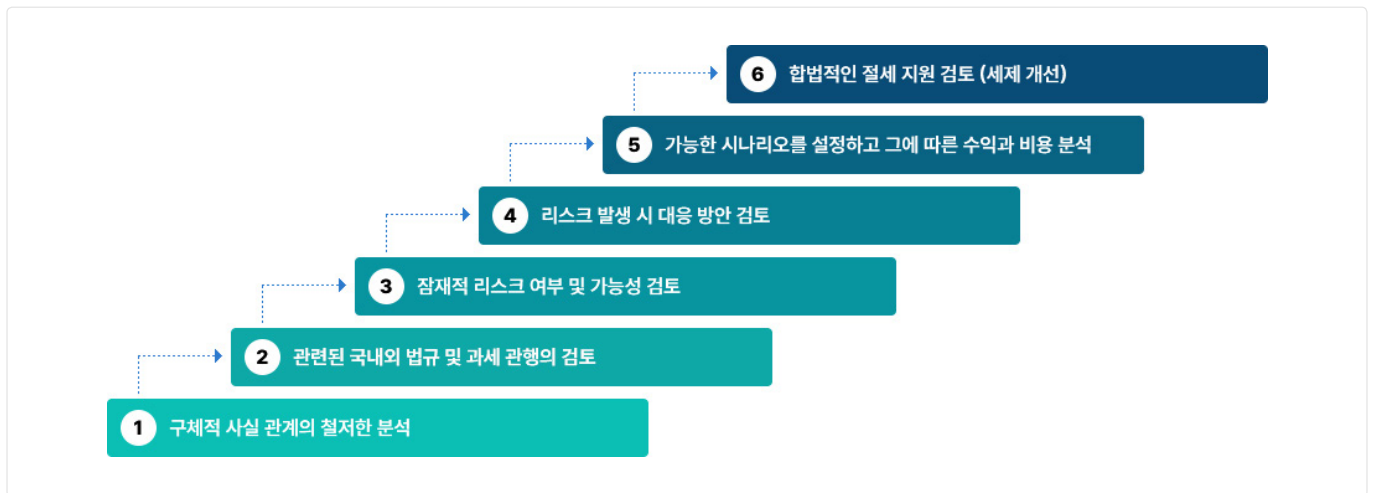 6 합법적인 절세 지원 검토 (세제 개선)
5 가능한 시나리오를 설정하고 그에 따른 수익과 비용 분석
4 리스크 발생 시 대응 방안 검토
3 잠재적 리스크 여부 및 가능성 검토
2 관련된 국내외 법규 및 과세 관행의 검토
1 구체적 사실 관계의 철저한 분석